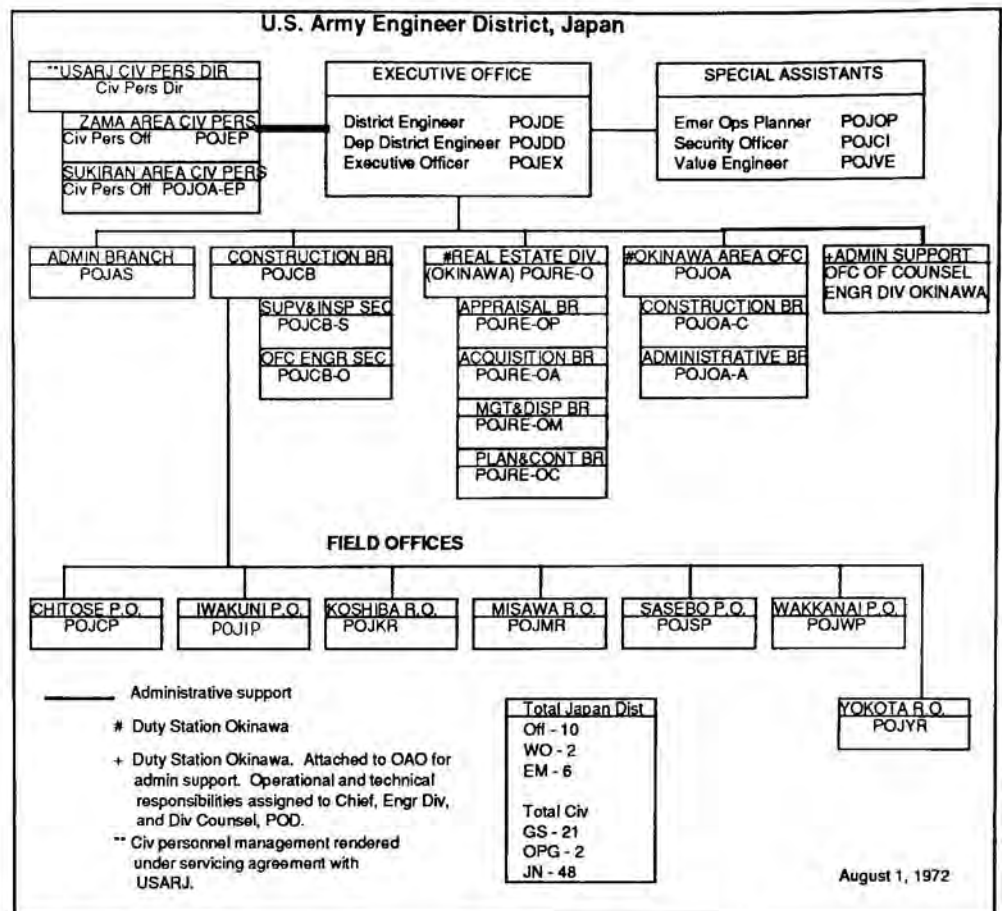 U.S. Army Engineer District, Japan
**USARJ CIV PERS DIR
Civ Pers Dir
ZAMA AREA CIV PERS
Civ Pers Off POJEP
SUKIRAN AREA CIV PERS
Civ Pers Off POJOA-EP
EXECUTIVE OFFICE
District Engineer POJDE
Dep District Engineer POJDD
Executive Officer POJEX
SPECIAL ASSISTANTS
Emer Ops Planner POJOP
Security Officer POJCI
Value Engineer POJVE
ADMIN BRANCH
POJAS
CONSTRUCTION BR
POJCB
SUPV&INSP SEC
POJCB-S
OFC ENGR SEC
POJCB-O
#REAL ESTATE DIV.
(OKINAWA) POJRE-O
APPRAISAL BR
POJRE-OP
ACQUISITION BR
POJRE-OA
MGT&DISP BR
POJRE-OM
PLAN&CONT BR
POJRE-OC
#OKINAWA AREA OFC
POJOA
CONSTRUCTION BR
POJOA-C
ADMINISTRATIVE BR
POJOA-A
+ADMIN SUPPORT
OFC OF COUNSEL
ENGR DIV OKINAWA
FIELD OFFICES
CHITOSE P.O.
POJCP
IWAKUNI P.O.
POJIP
KOSHIBA R.O.
POJKR
MISAWA R.O.
POJMR
SASEBO P.O.
POJSP
WAKKANAI P.O.
POJWP
YOKOTA R.O.
POJYR
Administrative support
# Duty Station Okinawa
+ Duty Station Okinawa. Attached to OAO for
admin support. Operational and technical
responsibilities assigned to Chief, Engr Div,
and Div Counsel, POD.
** Civ personnel management rendered
under servicing agreement with
USARJ.
Total Japan Dist
Off - 10
WO - 2
EM - 6
Total Civ
GS - 21
OPG - 2
JN - 48
August 1, 1972